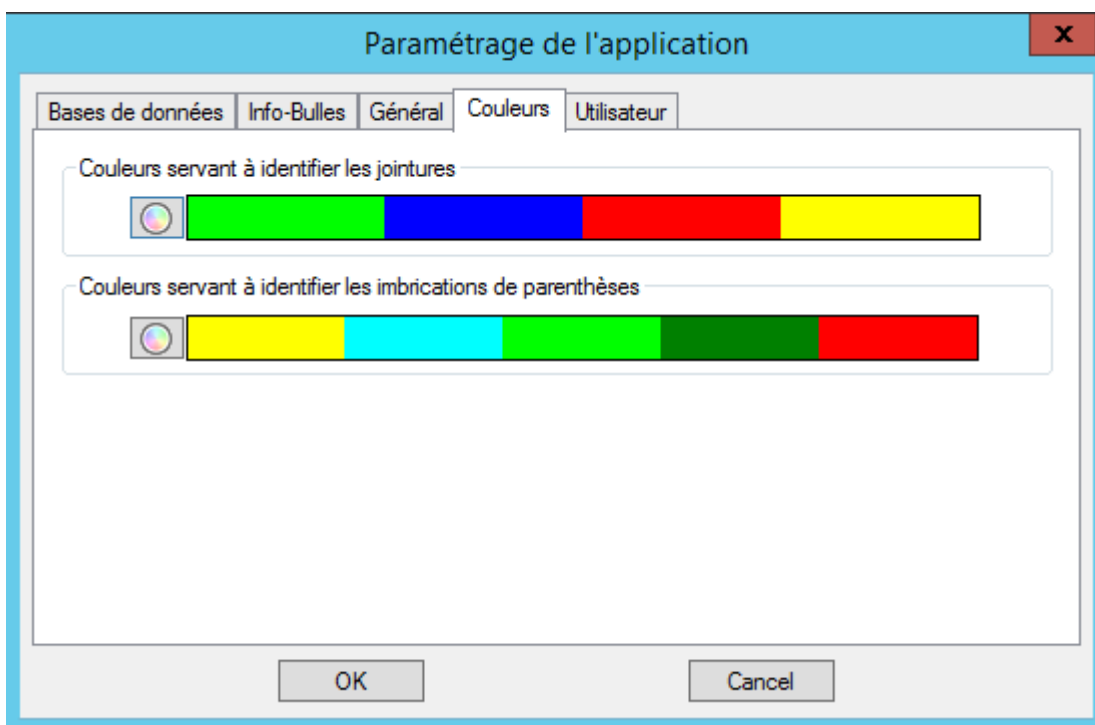 Paramétrage de l'application
x
Bases de données Info-Bulles Général Couleurs Utilisateur
Couleurs servant à identifier les jointures
Couleurs servant à identifier les imbrications de parenthèses
OK Cancel